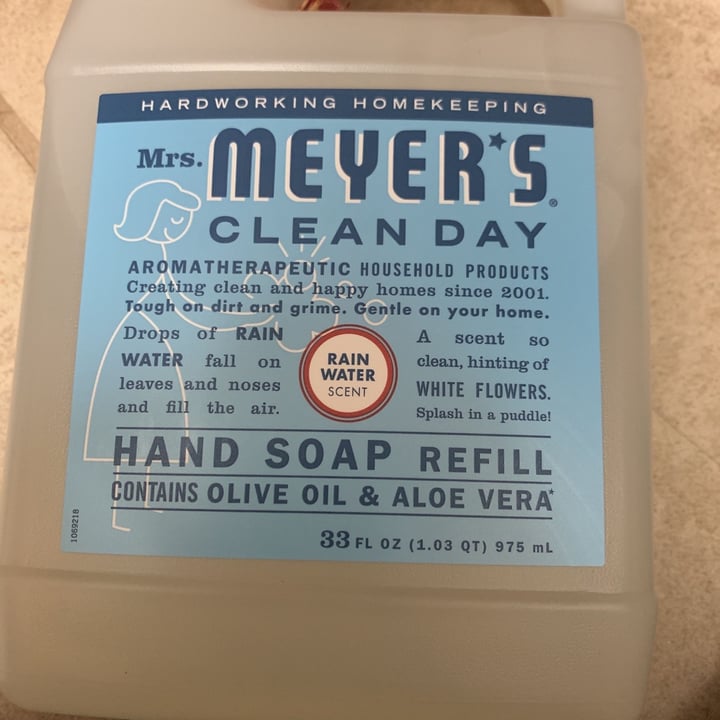 HARDWORKING HOMEKEEPING
Mrs. MEYER*S®
CLEAN DAY
AROMATHERAPEUTIC HOUSEHOLD PRODUCTS
Creating clean and happy homes since 2001.
Tough on dirt and grime. Gentle on your home.
Drops of RAIN
WATER fall on
leaves and noses
and fill the air.
RAIN
WATER
SCENT
A scent so
clean, hinting of
WHITE FLOWERS.
Splash in a puddle!
HAND SOAP REFILL
CONTAINS OLIVE OIL & ALOE VERA*
33 FL OZ (1.03 QT) 975 mL
1069218